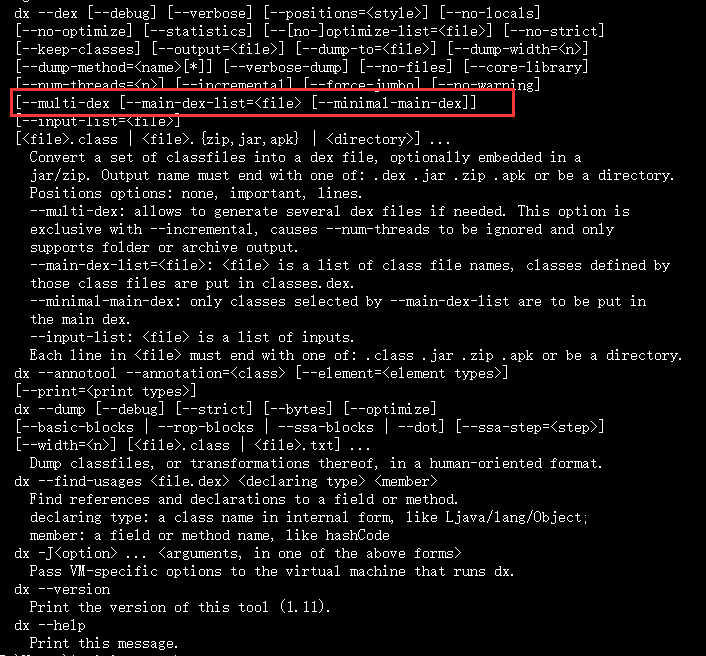 dx --dex [--debug] [--verbose] [--positions=<style>] [--no-locals]
[--no-optimize] [--statistics] [--[no-]optimize-list=<file>] [--no-strict]
[--keep-classes] [--output=<file>] [--dump-to=<file>] [--dump-width=<n>]
[--dump-method=<name>[*]] [--verbose-dump] [--no-files] [--core-library]
[--num-threads=<n>] [--incremental] [--force-jumbo] [--no-warning]
[--multi-dex [--main-dex-list=<file> [--minimal-main-dex]]
[--input-list=<file>]
[<file>.class | <file>.{zip,jar,apk} | <directory>] ...
Convert a set of classfiles into a dex file, optionally embedded in a
jar/zip. Output name must end with one of: .dex .jar .zip .apk or be a directory.
Positions options: none, important, lines.
--multi-dex: allows to generate several dex files if needed. This option is
exclusive with --incremental, causes --num-threads to be ignored and only
supports folder or archive output.
--main-dex-list=<file>: <file> is a list of class file names, classes defined by
those class files are put in classes.dex.
--minimal-main-dex: only classes selected by --main-dex-list are to be put in
the main dex.
--input-list: <file> is a list of inputs.
Each line in <file> must end with one of: .class .jar .zip .apk or be a directory.
dx --annotool --annotation=<class> [--element=<element types>]
[--print=<print types>]
dx --dump [--debug] [--strict] [--bytes] [--optimize]
[--basic-blocks | --rop-blocks | --ssa-blocks | --dot] [--ssa-step=<step>]
[--width=<n>] [<file>.class | <file>.txt] ...
Dump classfiles, or transformations thereof, in a human-oriented format.
dx --find-usages <file.dex> <declaring type> <member>
Find references and declarations to a field or method.
declaring type: a class name in internal form, like Ljava/lang/Object;
member: a field or method name, like hashCode
dx -J<option> ... <arguments, in one of the above forms>
Pass VM-specific options to the virtual machine that runs dx.
dx --version
Print the version of this tool (1.11).
dx --help
Print this message.